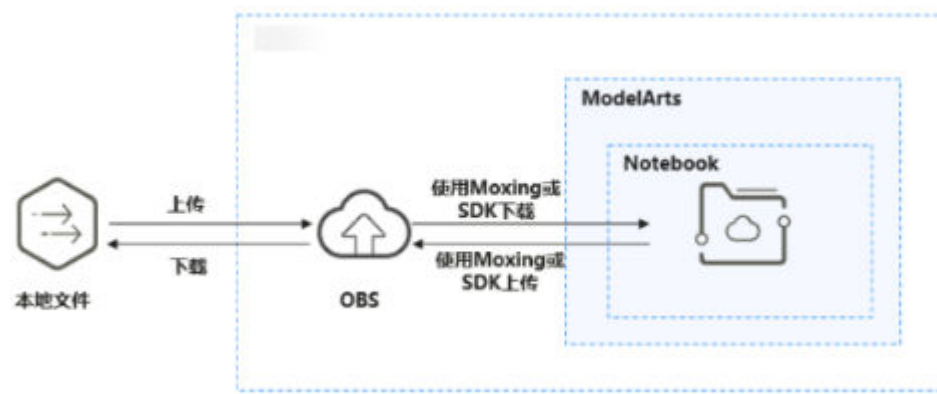 ModelArts
Notebook
使用Moxing或
SDK下载
上传
下载
使用Moxing或
SDK上传
本地文件
OBS